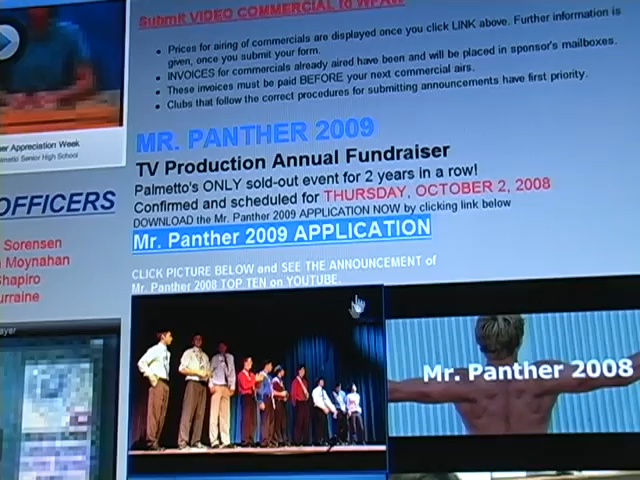 Submit VIDEO COMMERCIAL to WPAW
Prices for airing of commercials are displayed once you click LINK above. Further information is
given, once you submit your form.
INVOICES for commercials already aired have been and will be placed in sponsor's mailboxes.
These invoices must be paid BEFORE your next commercial airs.
Clubs that follow the correct procedures for submitting announcements have first priority.
er Appreciation Week
lmetto Senior High School
OFFICERS
Sorensen
Moynahan
Shapiro
urraine
ayer
MR. PANTHER 2009
TV Production Annual Fundraiser
Palmetto's ONLY sold-out event for 2 years in a row!
Confirmed and scheduled for THURSDAY, OCTOBER 2, 2008
DOWNLOAD the Mr. Panther 2009 APPLICATION NOW by clicking link below
Mr. Panther 2009 APPLICATION
CLICK PICTURE BELOW and SEE THE ANNOUNCEMENT of
Mr. Panther 2008 TOP TEN on YOUTUBE.
Mr. Panther 2008